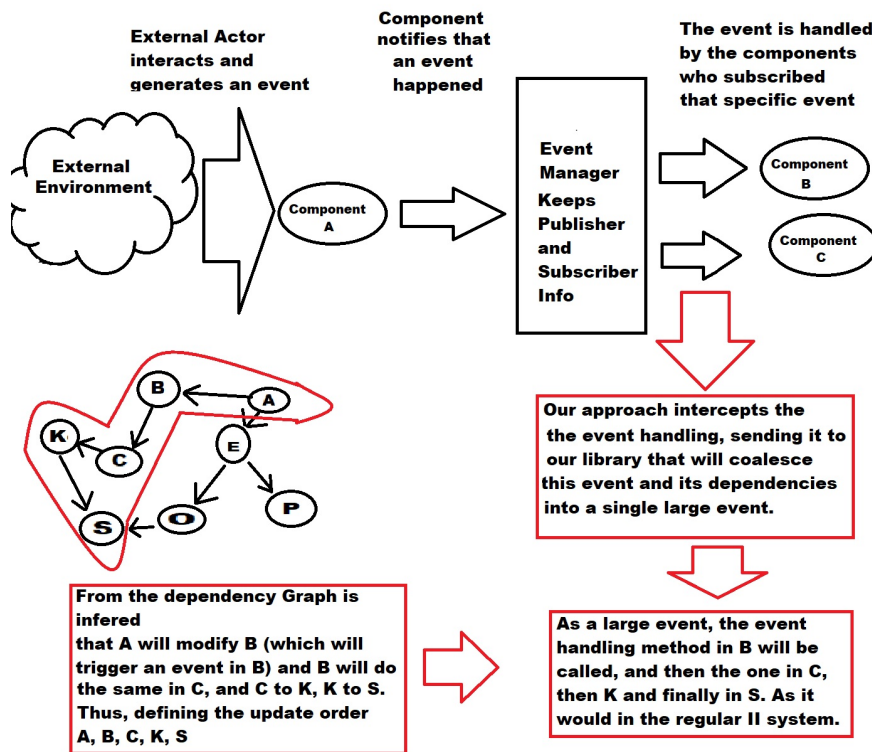 External Actor
interacts and
generates an event
Component
notifies that
an event
happened
The event is handled
by the components
who subscribed
that specific event
External
Environment
Component
A
Event
Manager
Keeps
Publisher
and
Subscriber
Info
Component
B
Component
C
B
A
K
C
E
S
O
P
Our approach intercepts the
the event handling, sending it to
our library that will coalesce
this event and its dependencies
into a single large event.
From the dependency Graph is
infered
that A will modify B (which will
trigger an event in B) and B will do
the same in C, and C to K, K to S.
Thus, defining the update order
A, B, C, K, S
As a large event, the event
handling method in B will be
called, and then the one in C,
then K and finally in S. As it
would in the regular II system.